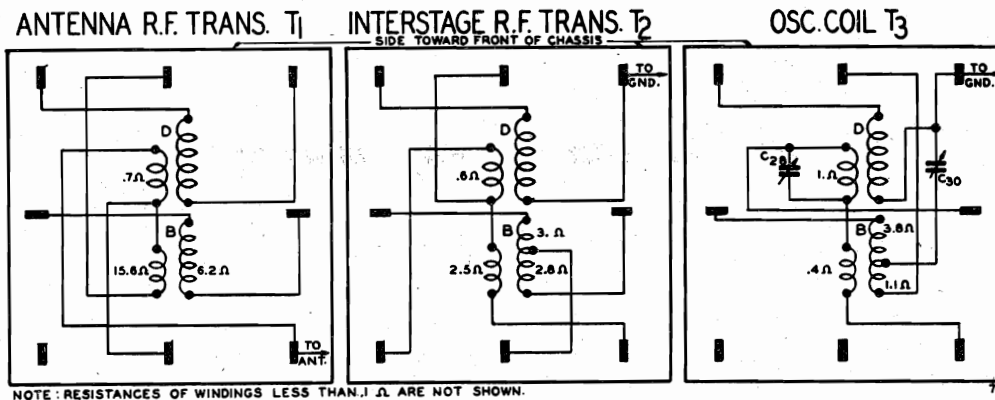 ANTENNA R.F. TRANS. T1
INTERSTAGE R.F. TRANS. T2
OSC. COIL T3
SIDE TOWARD FRONT OF CHASSIS
D
.7Ω
B
15.6Ω
6.2Ω
TO
ANT.
TO
GND.
D
.6Ω
B
3. Ω
2.5Ω
2.8Ω
TO
GND.
D
C28
1.Ω
C30
B
3.8Ω
.4Ω
1.1Ω
NOTE: RESISTANCES OF WINDINGS LESS THAN .1 Ω ARE NOT SHOWN.